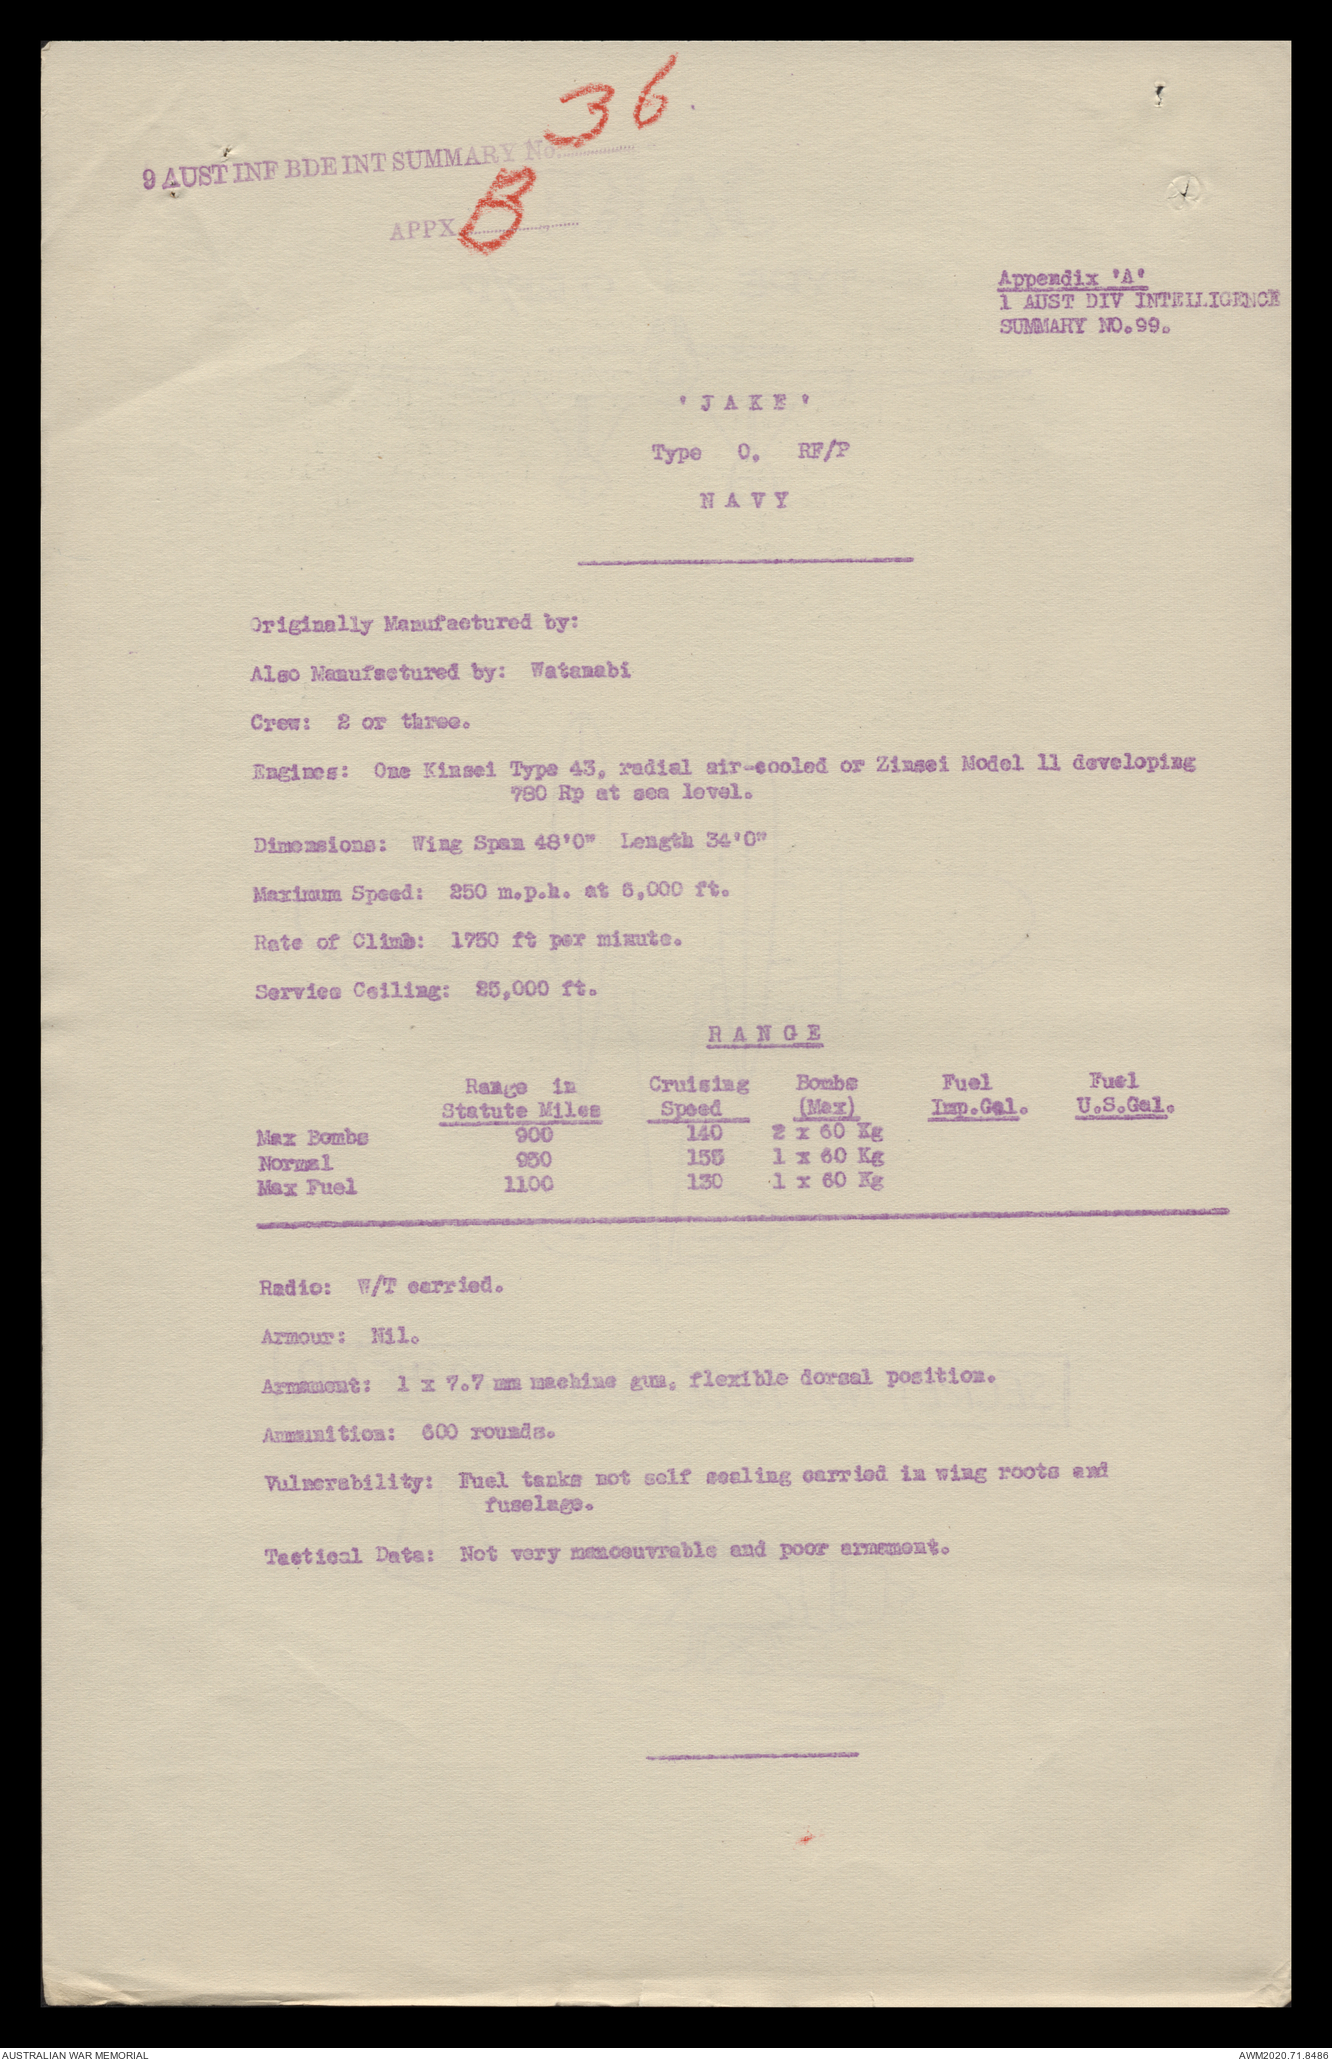 36
9 AUST INF BDE INT SUMMARY No.
APPX B
Appendix 'A'
1 AUST DIV INTELLIGENCE
SUMMARY NO.99.
'JAKE'
Type 0. RF/P
NAVY
Originally Manufactured by:
Also Manufactured by: Watanabi
Crew: 2 or three.
Engines: One Kinsei Type 43, radial air-cooled or Zinsei Model 11 developing
780 Hp at sea level.
Dimensions: Wing Span 48'0" Length 34'0"
Maximum Speed: 250 m.p.h. at 6,000 ft.
Rate of Climb: 1750 ft per minute.
Service Ceiling: 25,000 ft.
RANGE
Range in Cruising Bombs Fuel Fuel
Statute Miles Speed (Max) Imp.Gal. U.S.Gal.
Max Bombs 900 140 2 x 60 Kg
Normal 950 155 1 x 60 Kg
Max Fuel 1100 130 1 x 60 Kg
Radio: W/T carried.
Armour: Nil.
Armament: 1 x 7.7 mm machine gun, flexible dorsal position.
Ammunition: 600 rounds.
Vulnerability: Fuel tanks not self sealing carried in wing roots and
fuselage.
Tactical Data: Not very manoeuvrable and poor armament.
AUSTRALIAN WAR MEMORIAL
AWM2020.71.8486